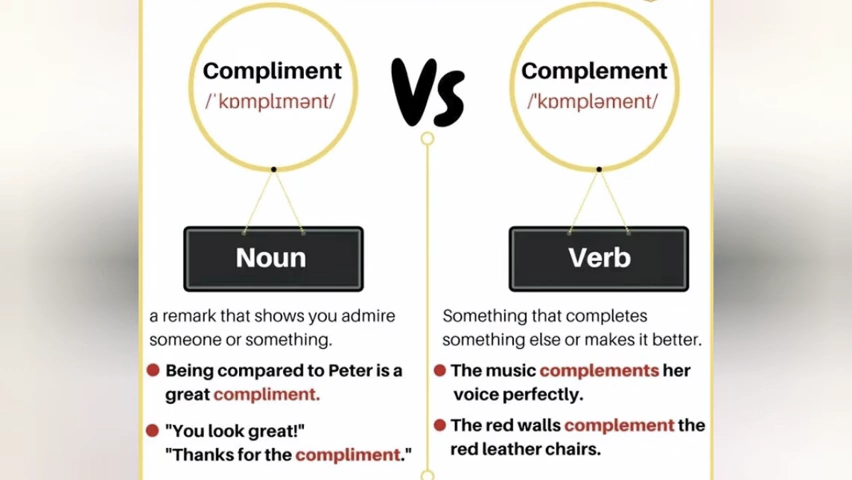 Compliment
/ˈkɒmplɪmənt/
Vs
Complement
/ˈkɒmpləment/
Noun
a remark that shows you admire
someone or something.
Being compared to Peter is a
great compliment.
"You look great!"
"Thanks for the compliment."
Verb
Something that completes
something else or makes it better.
The music complements her
voice perfectly.
The red walls complement the
red leather chairs.